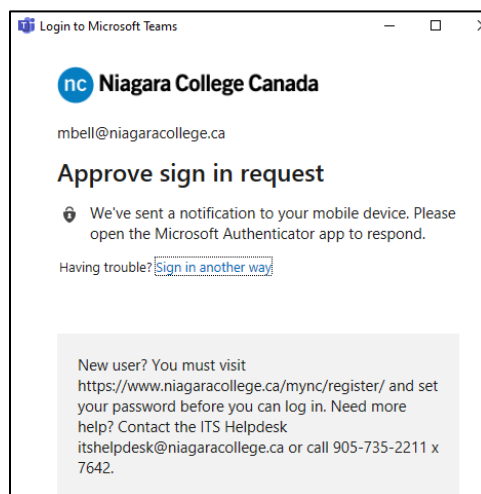 Login to Microsoft Teams
nc Niagara College Canada
mbell@niagaracollege.ca
Approve sign in request
We've sent a notification to your mobile device. Please
open the Microsoft Authenticator app to respond.
Having trouble? Sign in another way
New user? You must visit
https://www.niagaracollege.ca/mync/register/ and set
your password before you can log in. Need more
help? Contact the ITS Helpdesk
itshelpdesk@niagaracollege.ca or call 905-735-2211 x
7642.